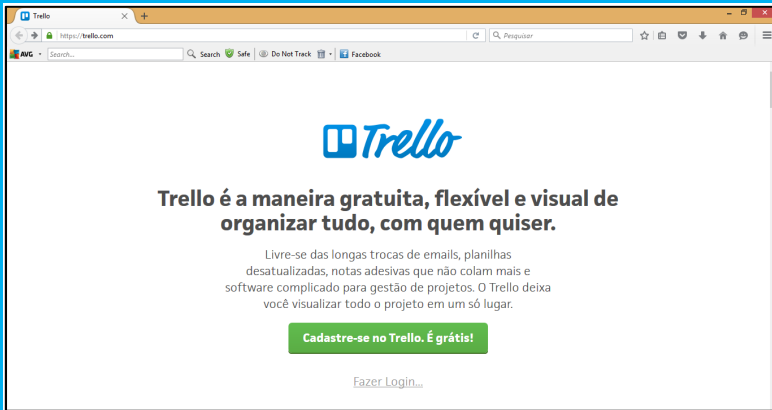 Trello
https://trello.com
Pesquisar
AVG Search... Search Safe Do Not Track Facebook
Trello
Trello é a maneira gratuita, flexível e visual de
organizar tudo, com quem quiser.
Livre-se das longas trocas de emails, planilhas
desatualizadas, notas adesivas que não colam mais e
software complicado para gestão de projetos. O Trello deixa
você visualizar todo o projeto em um só lugar.
Cadastre-se no Trello. É grátis!
Fazer Login...